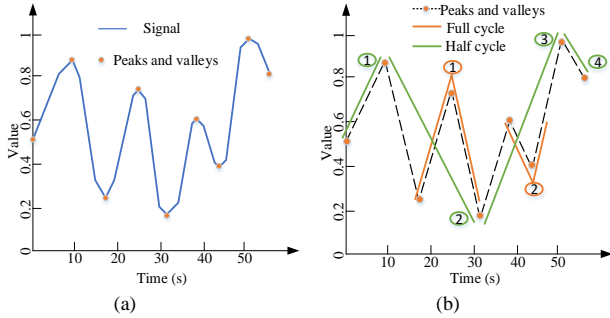 Signal
Peaks and valleys
Value
0 0.2 0.4 0.6 0.8 1
10 20 30 40 50
Time (s)
(a)
Peaks and valleys
Full cycle
Half cycle
1 1 3 4
2 2
Value
0 0.2 0.4 0.6 0.8 1
10 20 30 40 50
Time (s)
(b)